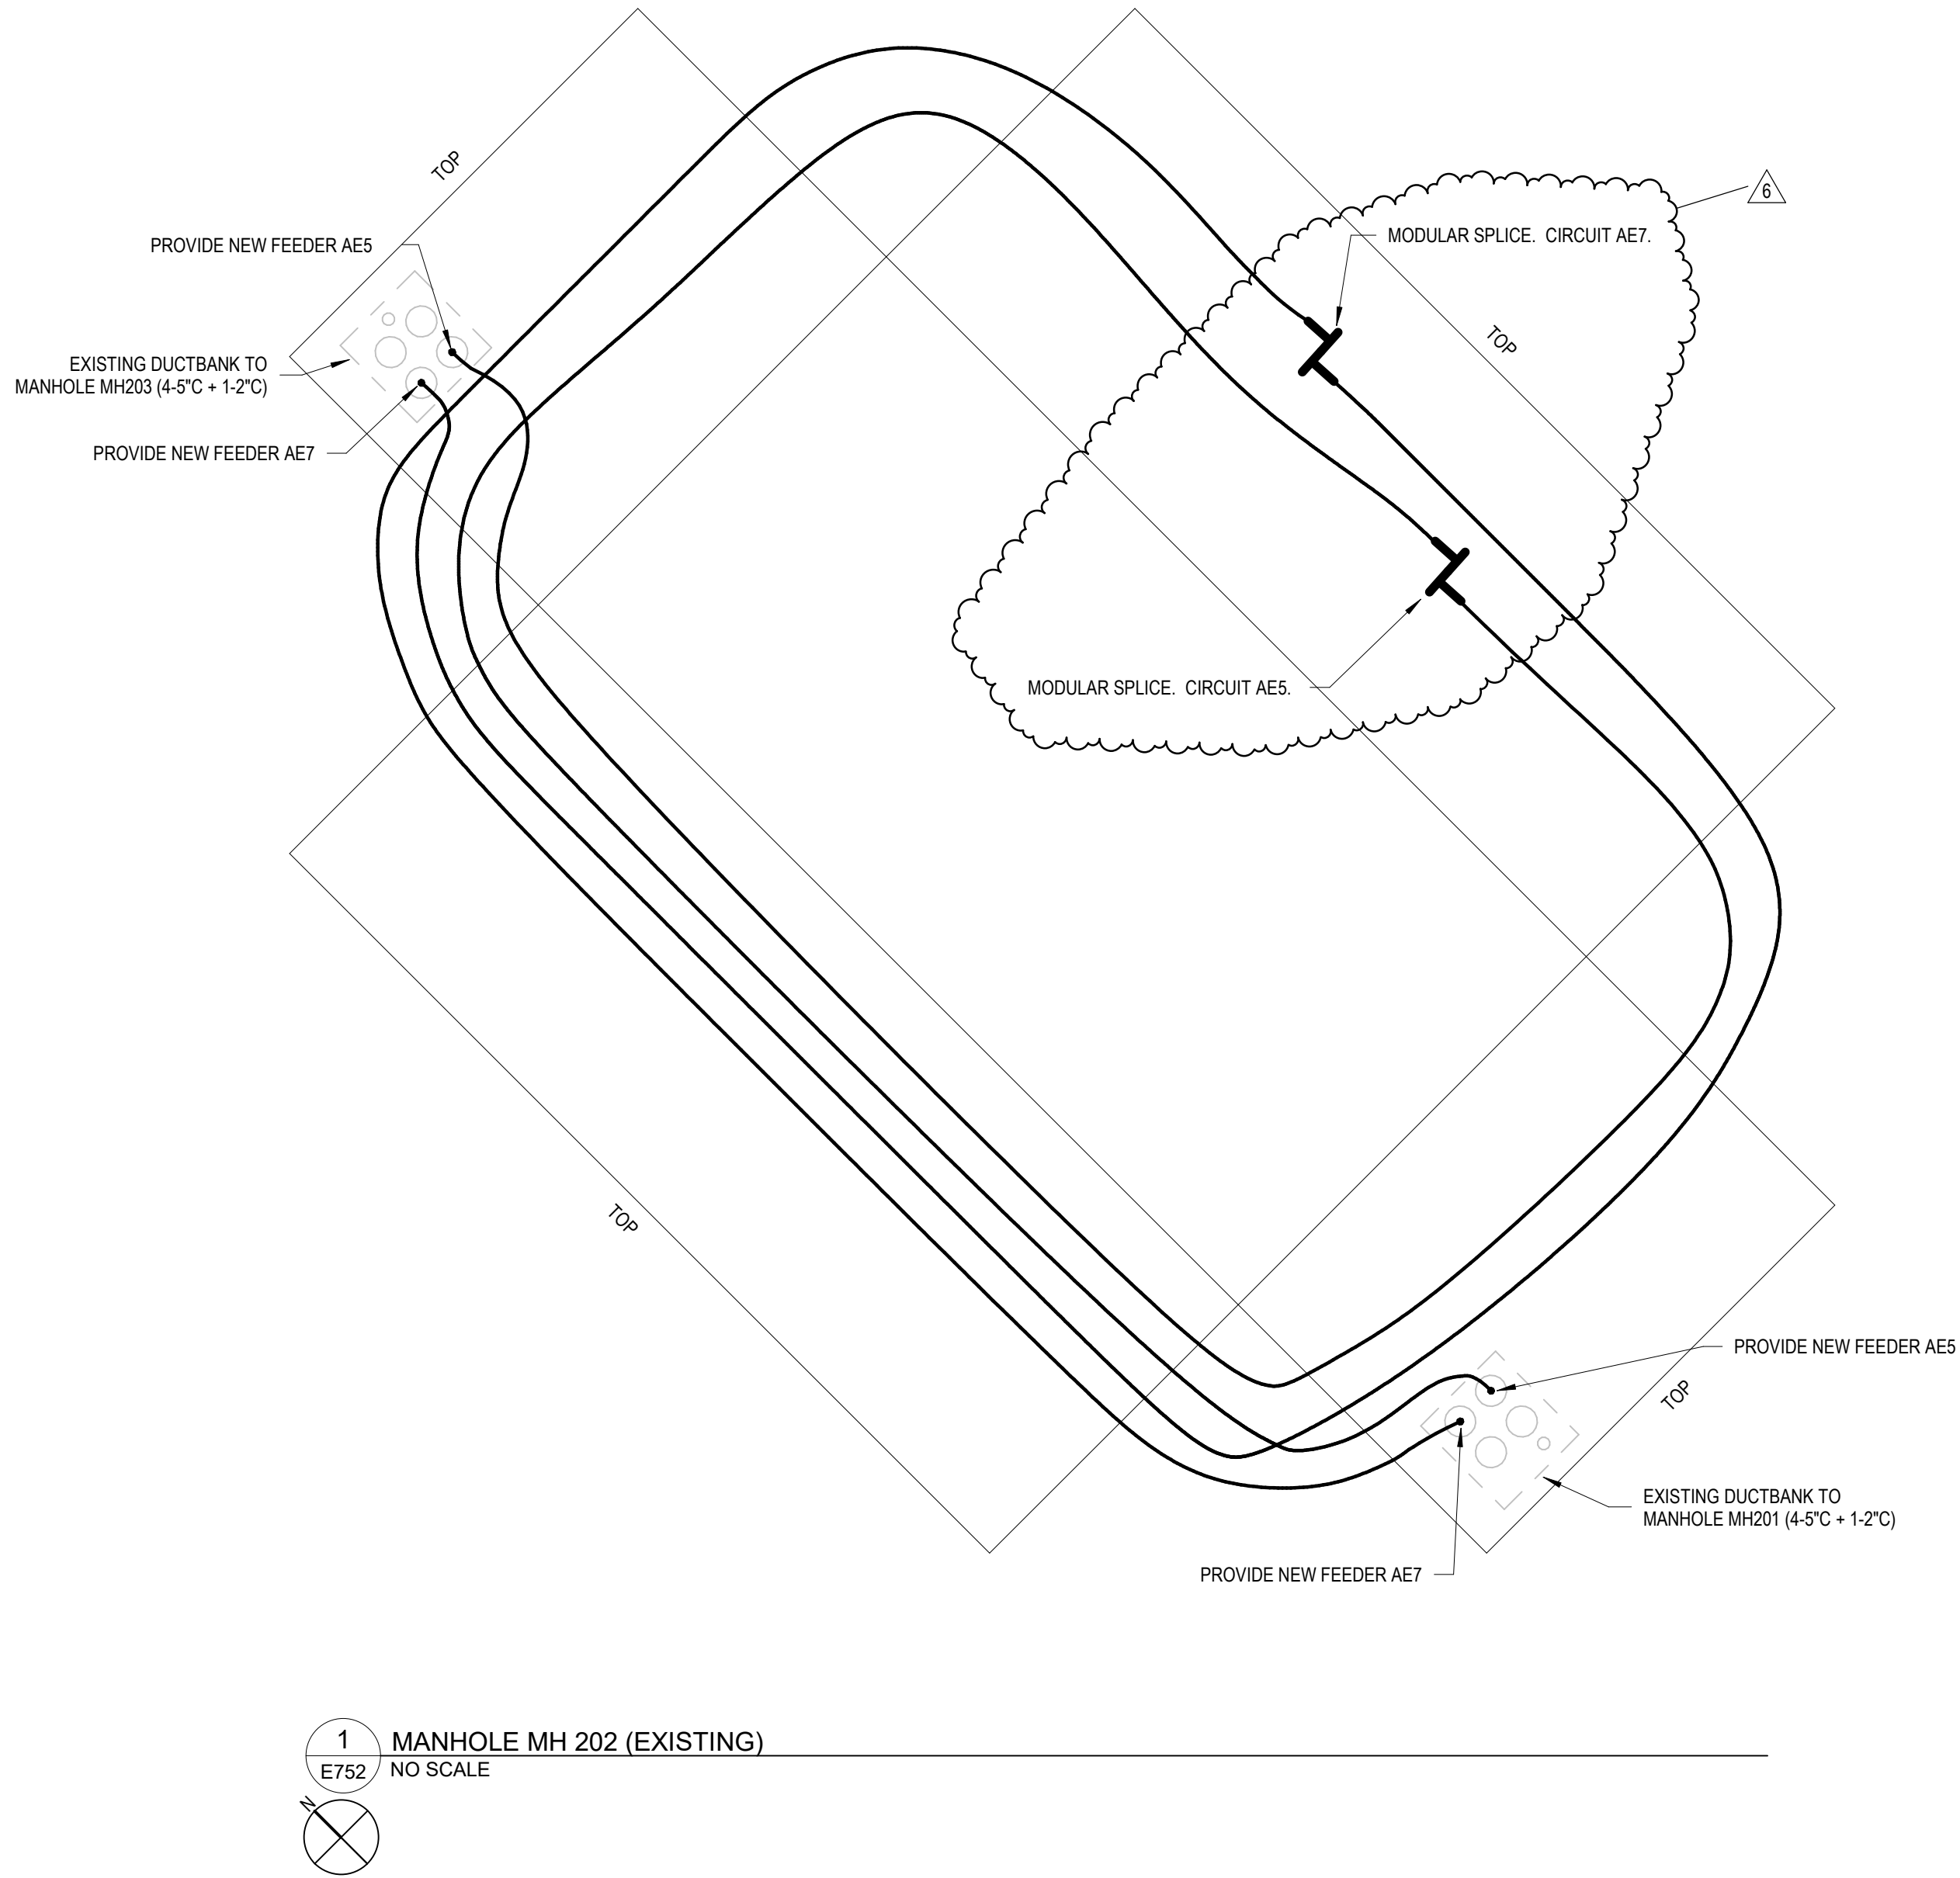 TOP
6
MODULAR SPLICE.  CIRCUIT AE7.
PROVIDE NEW FEEDER AE5
TOP
EXISTING DUCTBANK TO
MANHOLE MH203 (4-5"C + 1-2"C)
PROVIDE NEW FEEDER AE7
MODULAR SPLICE.  CIRCUIT AE5.
TOP
PROVIDE NEW FEEDER AE5
TOP
EXISTING DUCTBANK TO
MANHOLE MH201 (4-5"C + 1-2"C)
PROVIDE NEW FEEDER AE7
1
MANHOLE MH 202 (EXISTING)
E752
NO SCALE
N